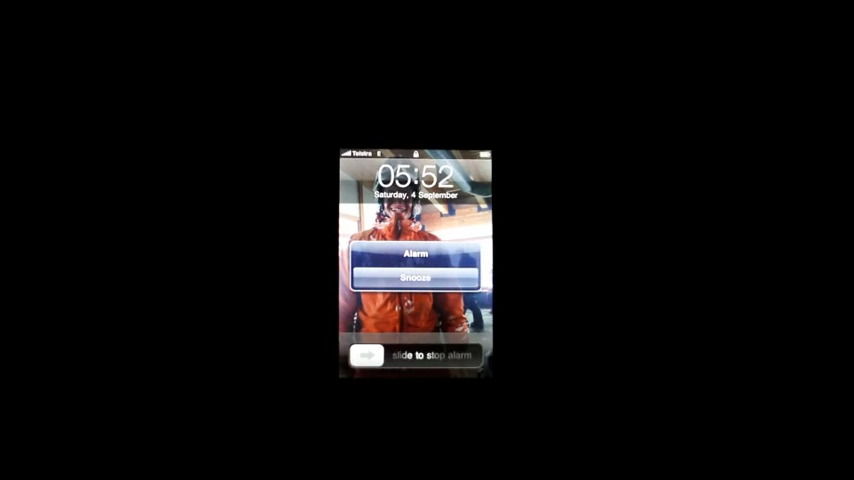 Telstra E
05:52
Saturday, 4 September
Alarm
Snooze
slide to stop alarm